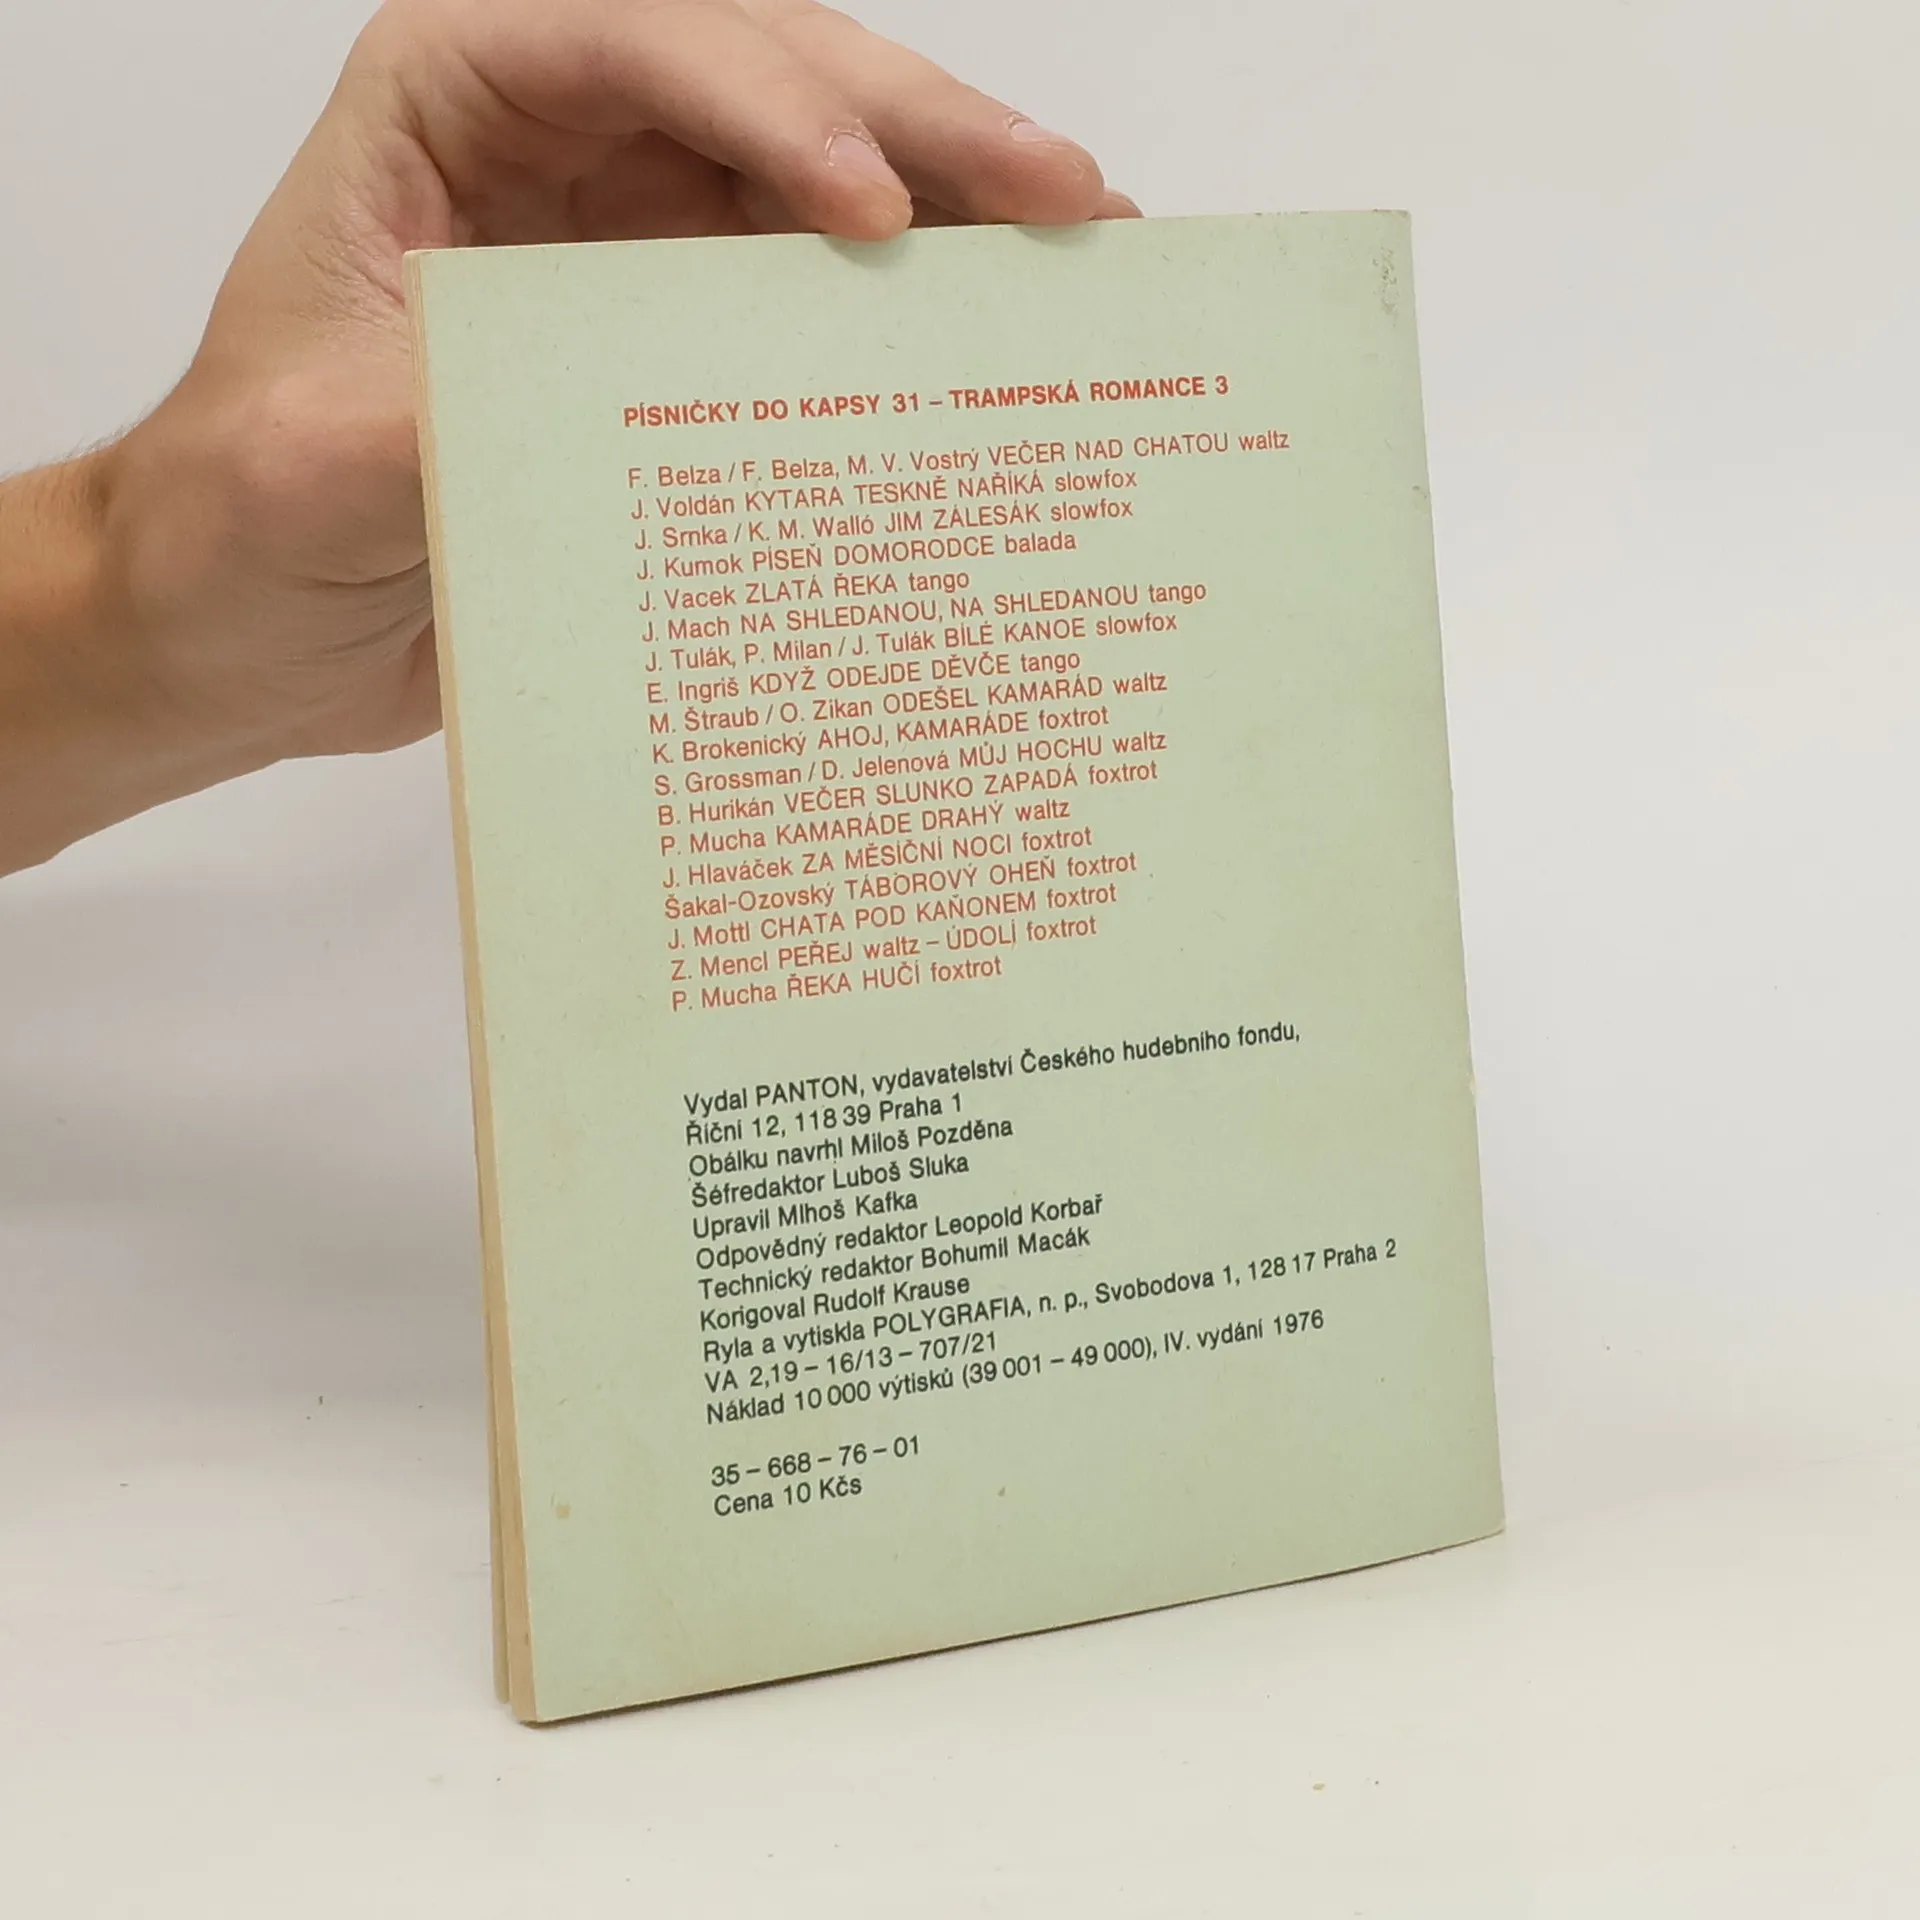 PÍSNIČKY DO KAPSY 31 – TRAMPSKÁ ROMANCE 3
F. Belza / F. Belza, M. V. Vostrý VEČER NAD CHATOU waltz
J. Voldán KYTARA TESKNĚ NAŘÍKÁ slowfox
J. Srnka / K. M. Walló JIM ZÁLESÁK slowfox
J. Kumok PÍSEŇ DOMORODCE balada
J. Vacek ZLATÁ ŘEKA tango
J. Mach NA SHLEDANOU, NA SHLEDANOU tango
J. Tulák, P. Milan / J. Tulák BÍLÉ KANOE slowfox
E. Ingriš KDYŽ ODEJDE DĚVČE tango
M. Štraub / O. Zikan ODEŠEL KAMARÁD waltz
K. Brokenický AHOJ, KAMARÁDE foxtrot
S. Grossman / D. Jelenová MŮJ HOCHU waltz
B. Hurikán VEČER SLUNKO ZAPADÁ foxtrot
P. Mucha KAMARÁDE DRAHÝ waltz
J. Hlaváček ZA MĚSÍČNÍ NOCI foxtrot
Šakal-Ozovský TÁBOROVÝ OHEŇ foxtrot
J. Mottl CHATA POD KAŇONEM foxtrot
Z. Mencl PEŘEJ waltz – ÚDOLÍ foxtrot
P. Mucha ŘEKA HUČÍ foxtrot
Vydal PANTON, vydavatelství Českého hudebního fondu,
Říční 12, 118 39 Praha 1
Obálku navrhl Miloš Pozděna
Šéfredaktor Luboš Sluka
Upravil Mlhoš Kafka
Odpovědný redaktor Leopold Korbař
Technický redaktor Bohumil Macák
Korigoval Rudolf Krause
Ryla a vytiskla POLYGRAFIA, n. p., Svobodova 1, 128 17 Praha 2
VA 2,19 – 16/13 – 707/21
Náklad 10 000 výtisků (39 001 – 49 000), IV. vydání 1976
35 – 668 – 76 – 01
Cena 10 Kčs